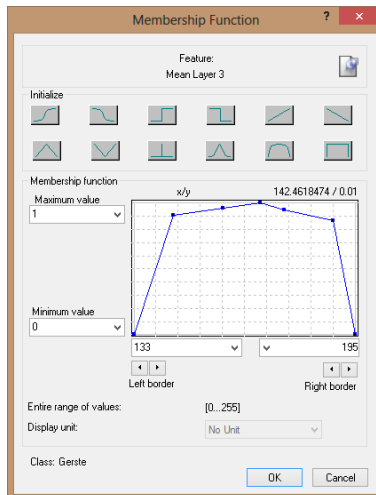 Membership Function
? ×
Feature:
Mean Layer 3
Initialize
Membership function
Maximum value
x/y
142.4618474 / 0.01
1
Minimum value
0
133
195
Left border
Right border
Entire range of values:
[0...255]
Display unit:
No Unit
Class: Gerste
OK
Cancel